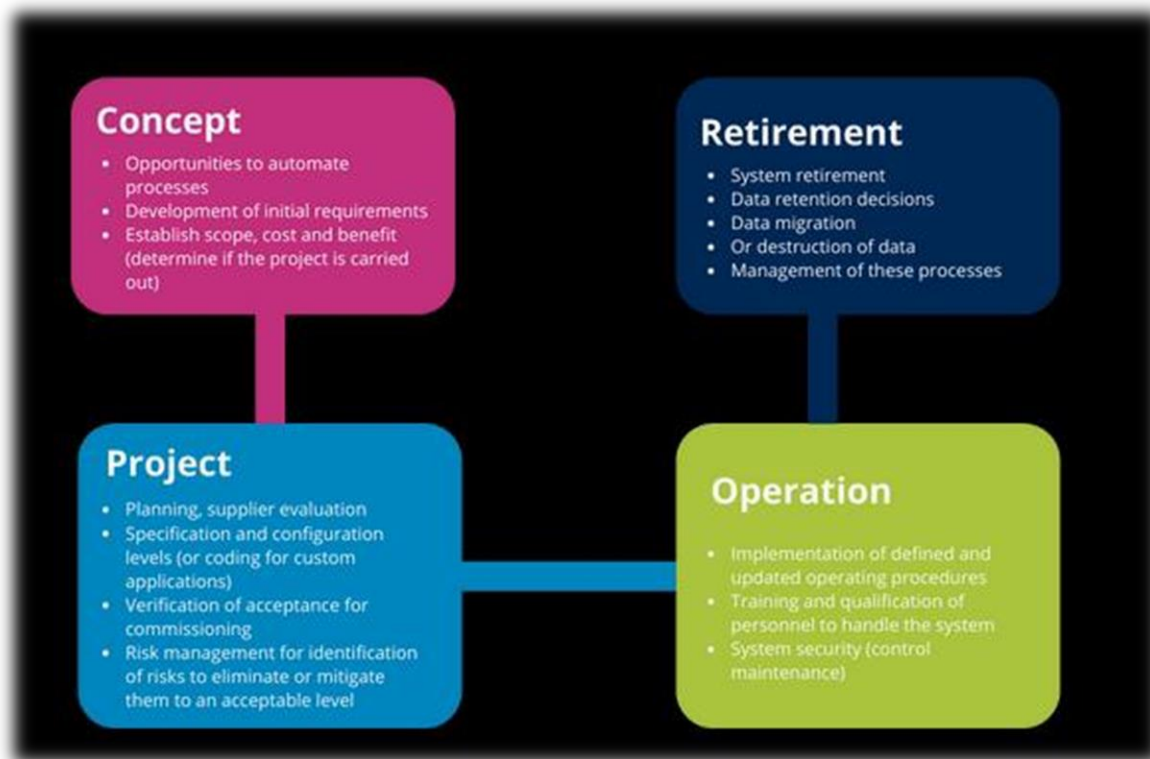 Concept
• Opportunities to automate
processes
• Development of initial requirements
• Establish scope, cost and benefit
(determine if the project is carried
out)
Retirement
• System retirement
• Data retention decisions
• Data migration
• Or destruction of data
• Management of these processes
Project
• Planning, supplier evaluation
• Specification and configuration
levels (or coding for custom
applications)
• Verification of acceptance for
commissioning
• Risk management for identification
of risks to eliminate or mitigate
them to an acceptable level
Operation
• Implementation of defined and
updated operating procedures
• Training and qualification of
personnel to handle the system
• System security (control
maintenance)